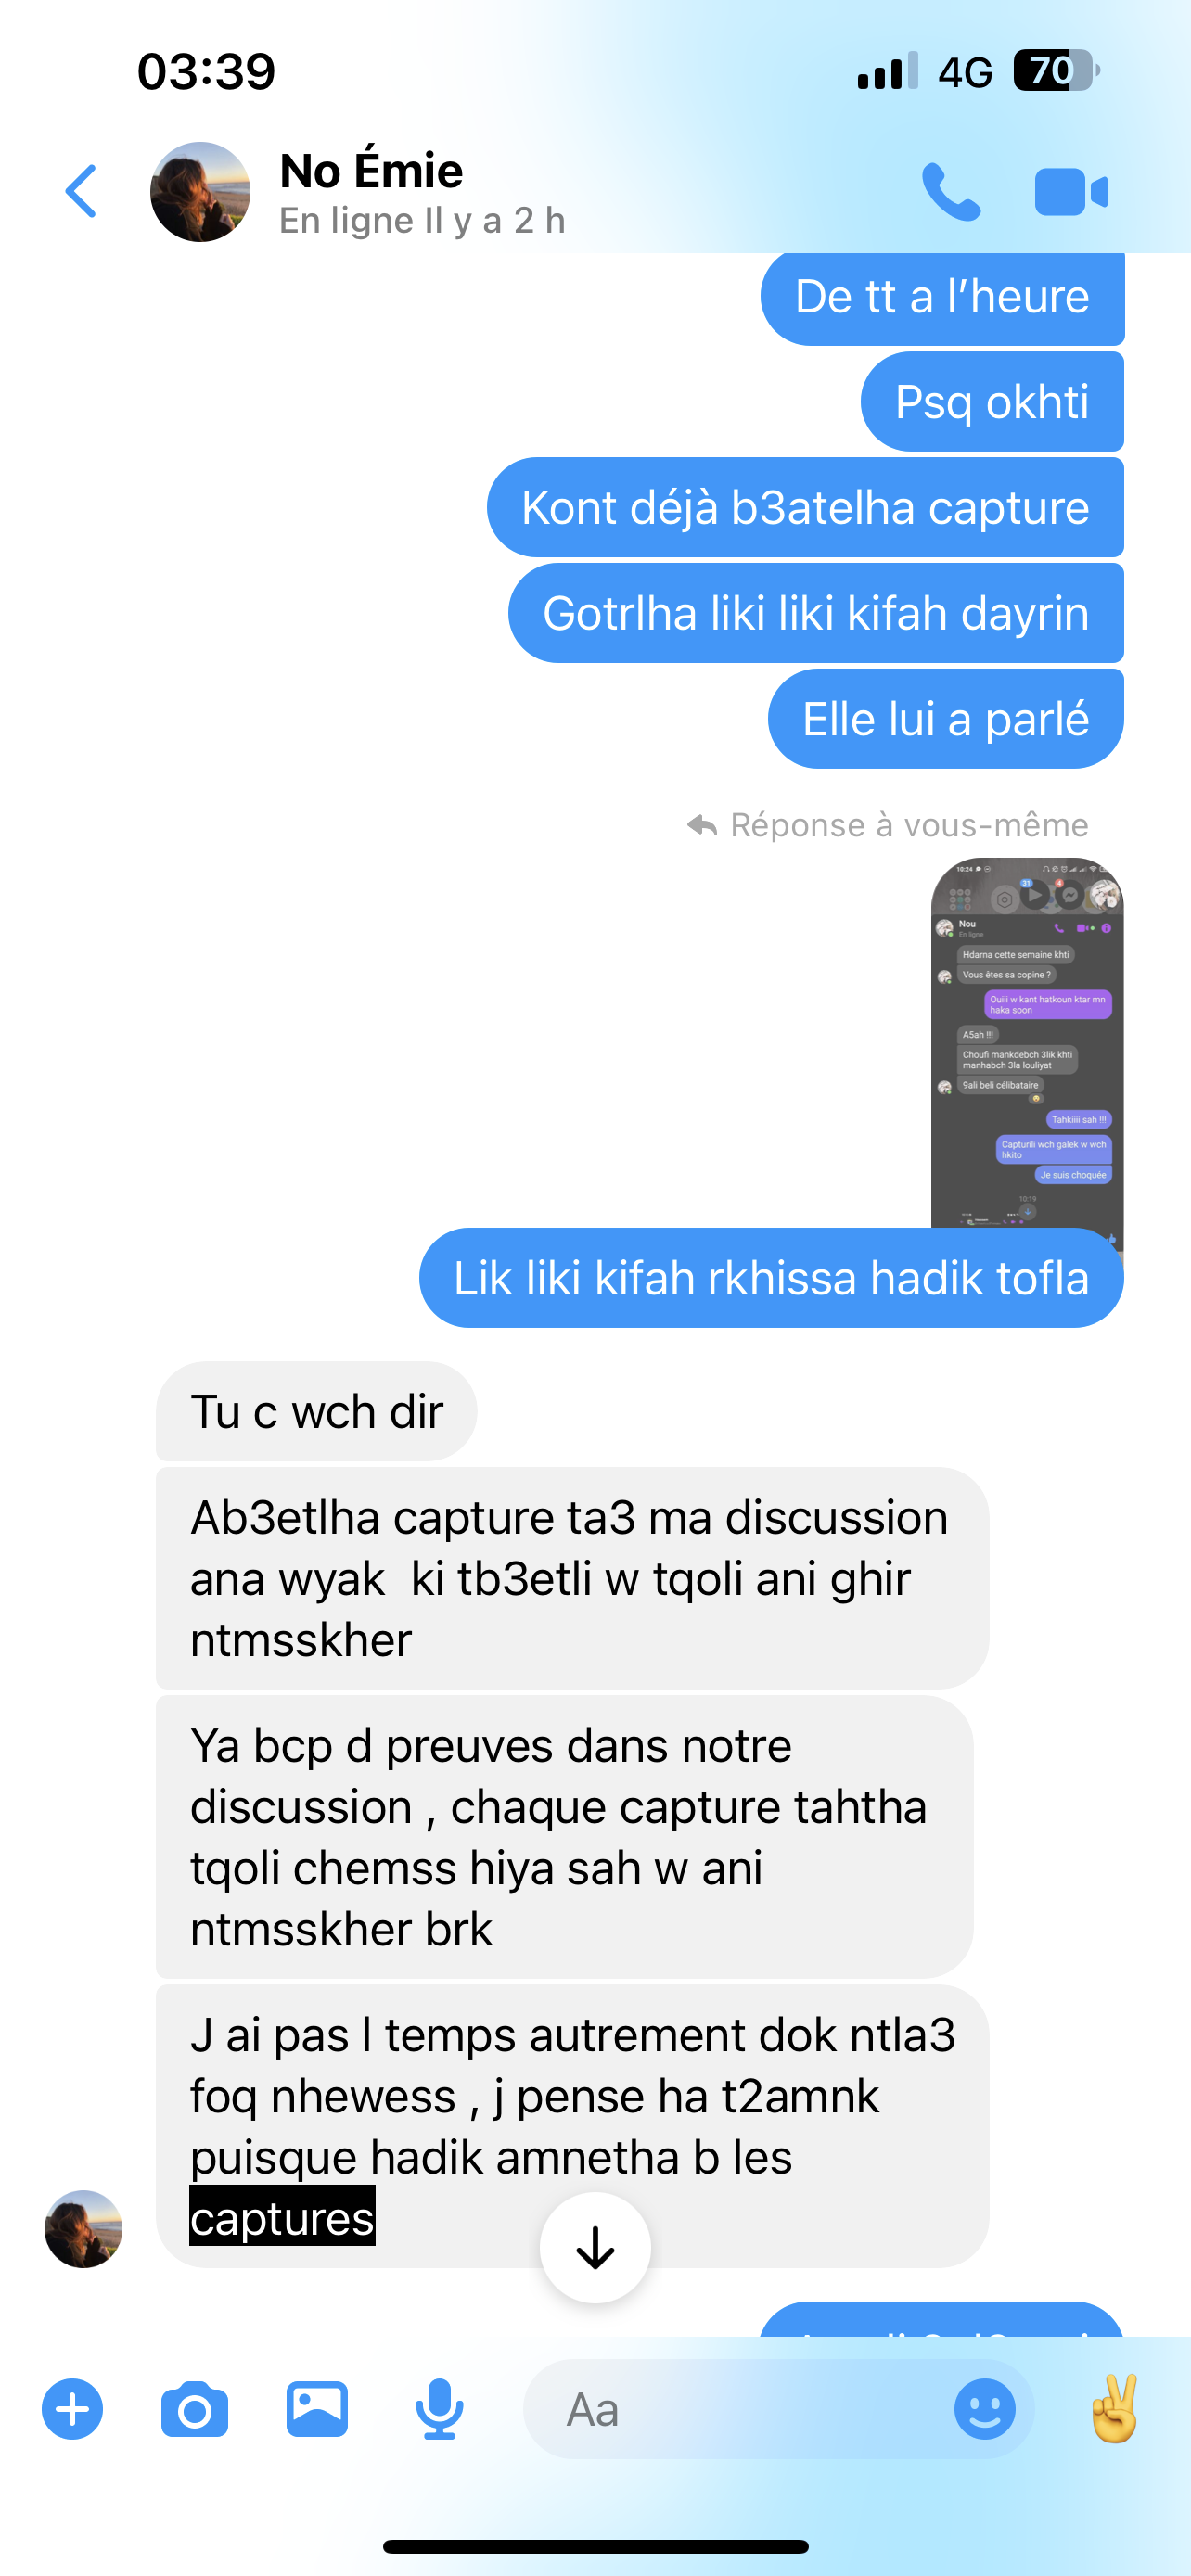 03:39
4G
70
No Émie
En ligne Il y a 2 h
De tt a l’heure
Psq okhti
Kont déjà b3atelha capture
Gotrlha liki liki kifah dayrin
Elle lui a parlé
Réponse à vous-même
10:24
31
4
Nou
En ligne
Hdarna cette semaine khti
Vous êtes sa copine ?
Ouiii w kant hatkoun ktar mn
haka soon
A5ah !!!
Choufi mankdebch 3lik khti
manhabch 3la louliyat
9ali beli célibataire
Tahkiiii sah !!!
Capturili wch galek w wch
hkito
Je suis choquée
10:19
Lik liki kifah rkhissa hadik tofla
Tu c wch dir
Ab3etlha capture ta3 ma discussion
ana wyak  ki tb3etli w tqoli ani ghir
ntmsskher
Ya bcp d preuves dans notre
discussion , chaque capture tahtha
tqoli chemss hiya sah w ani
ntmsskher brk
J ai pas l temps autrement dok ntla3
foq nhewess , j pense ha t2amnk
puisque hadik amnetha b les
captures
Aa